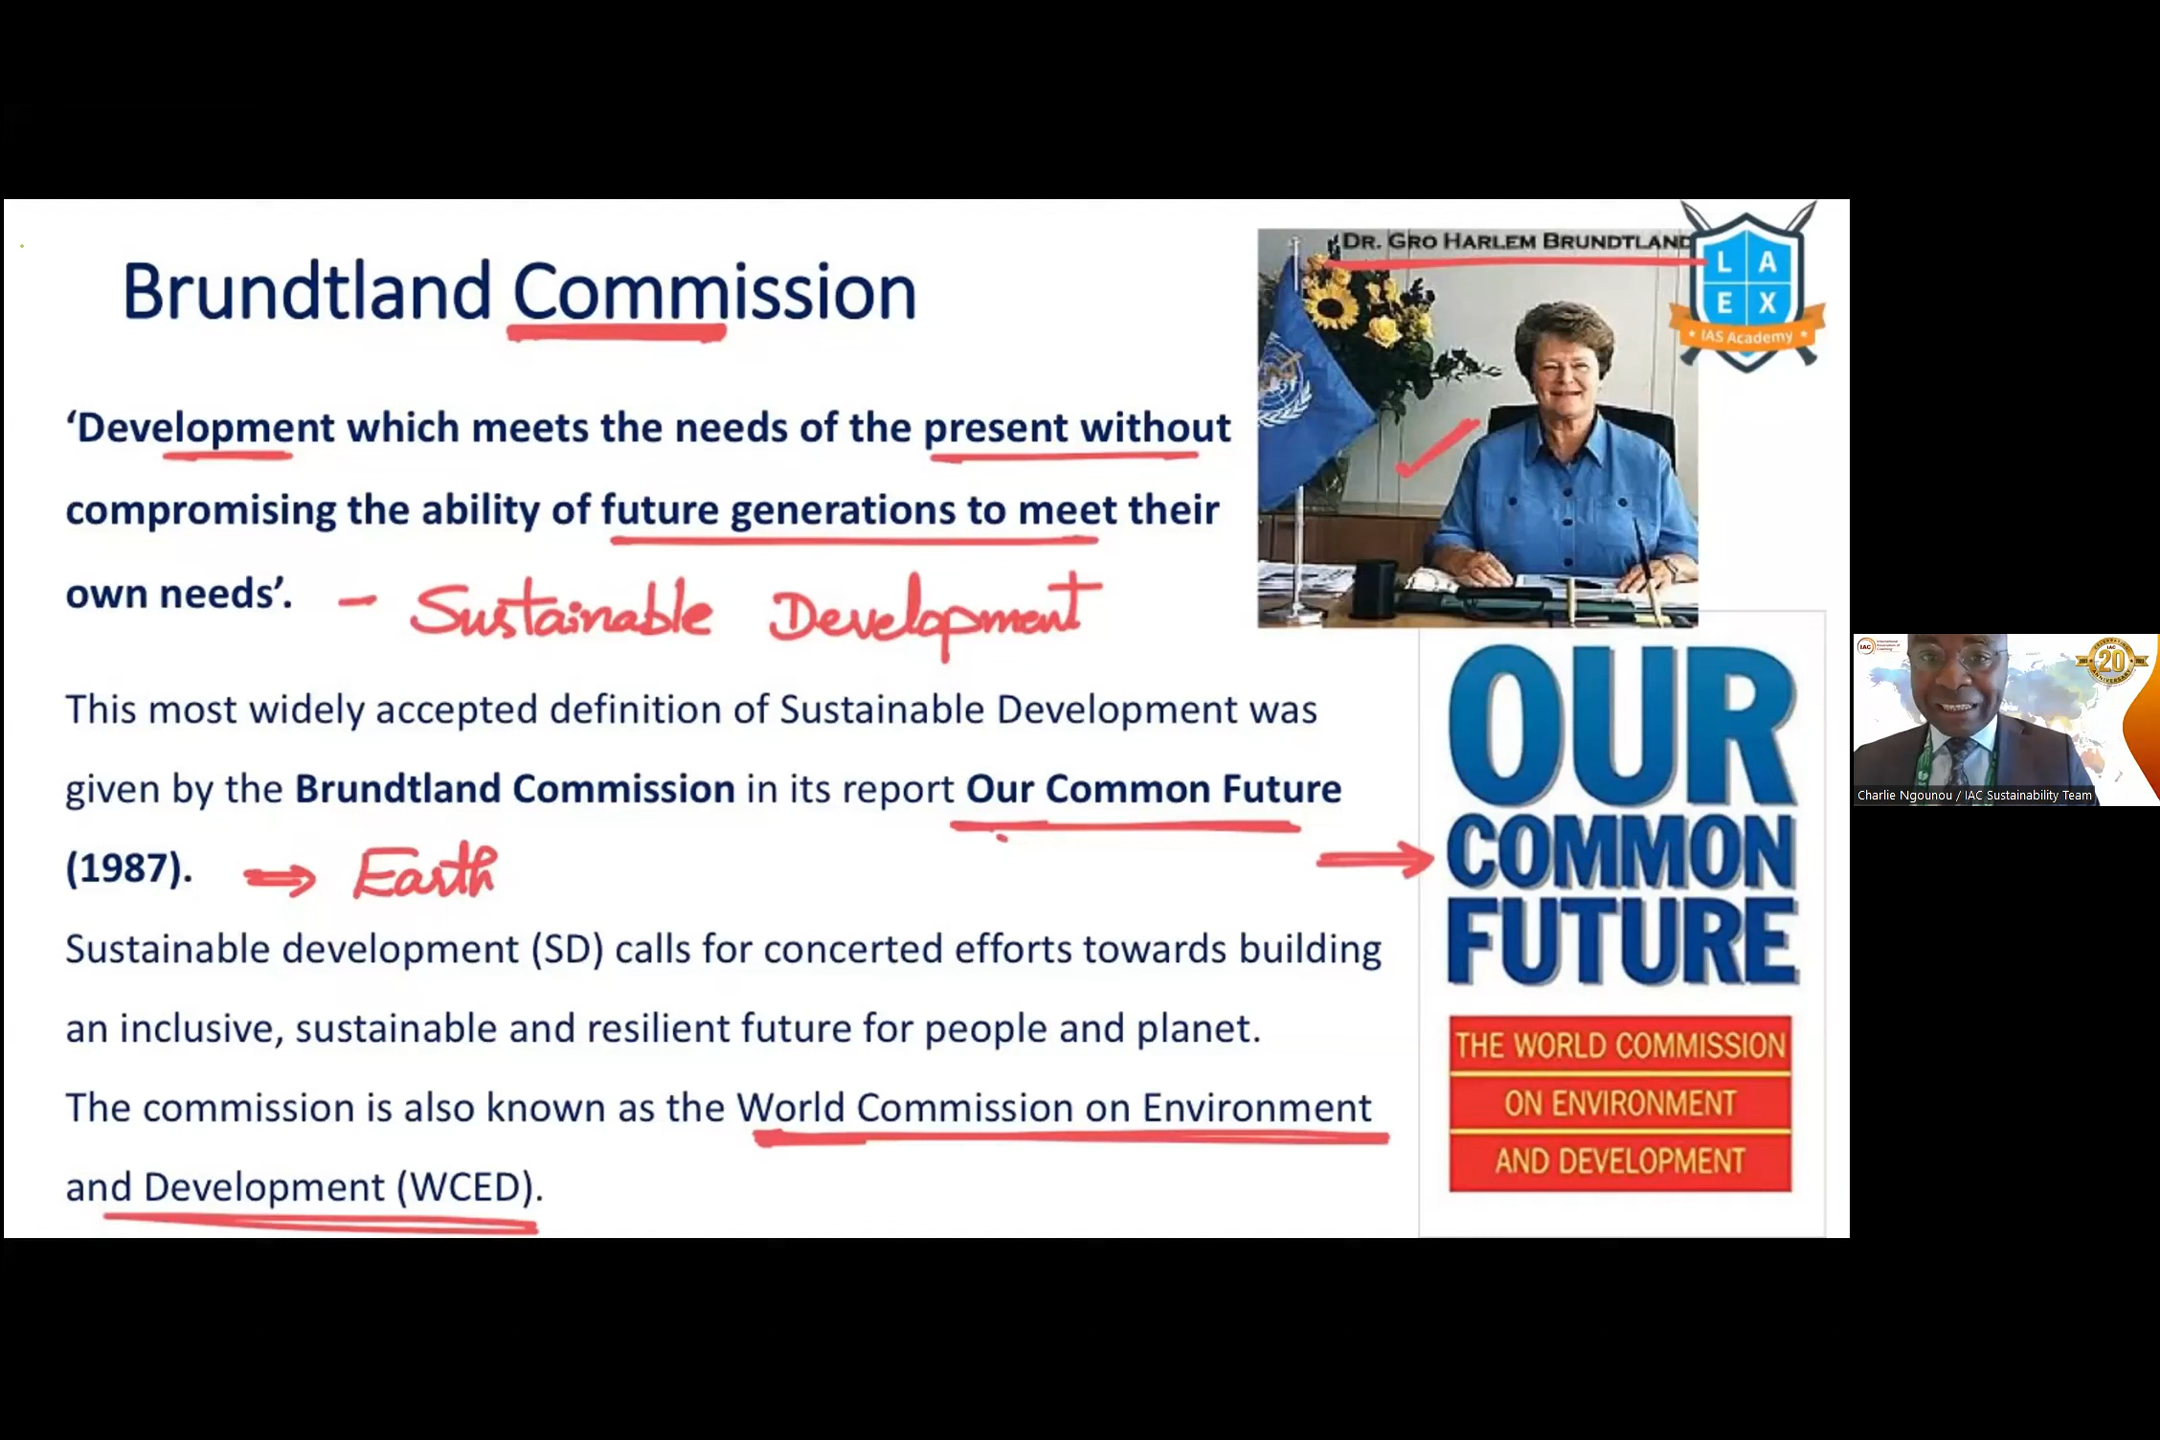 Brundtland Commission
‘Development which meets the needs of the present without
compromising the ability of future generations to meet their
own needs’. – Sustainable Development
This most widely accepted definition of Sustainable Development was
given by the Brundtland Commission in its report Our Common Future
(1987). ⇒ Earth
Sustainable development (SD) calls for concerted efforts towards building
an inclusive, sustainable and resilient future for people and planet.
The commission is also known as the World Commission on Environment
and Development (WCED).
DR. GRO HARLEM BRUNDTLAND
L A
E X
IAS Academy
OUR
COMMON
FUTURE
THE WORLD COMMISSION
ON ENVIRONMENT
AND DEVELOPMENT
IAC
IAC
20
ANNIVERSARY
Charlie Ngounou / IAC Sustainability Team